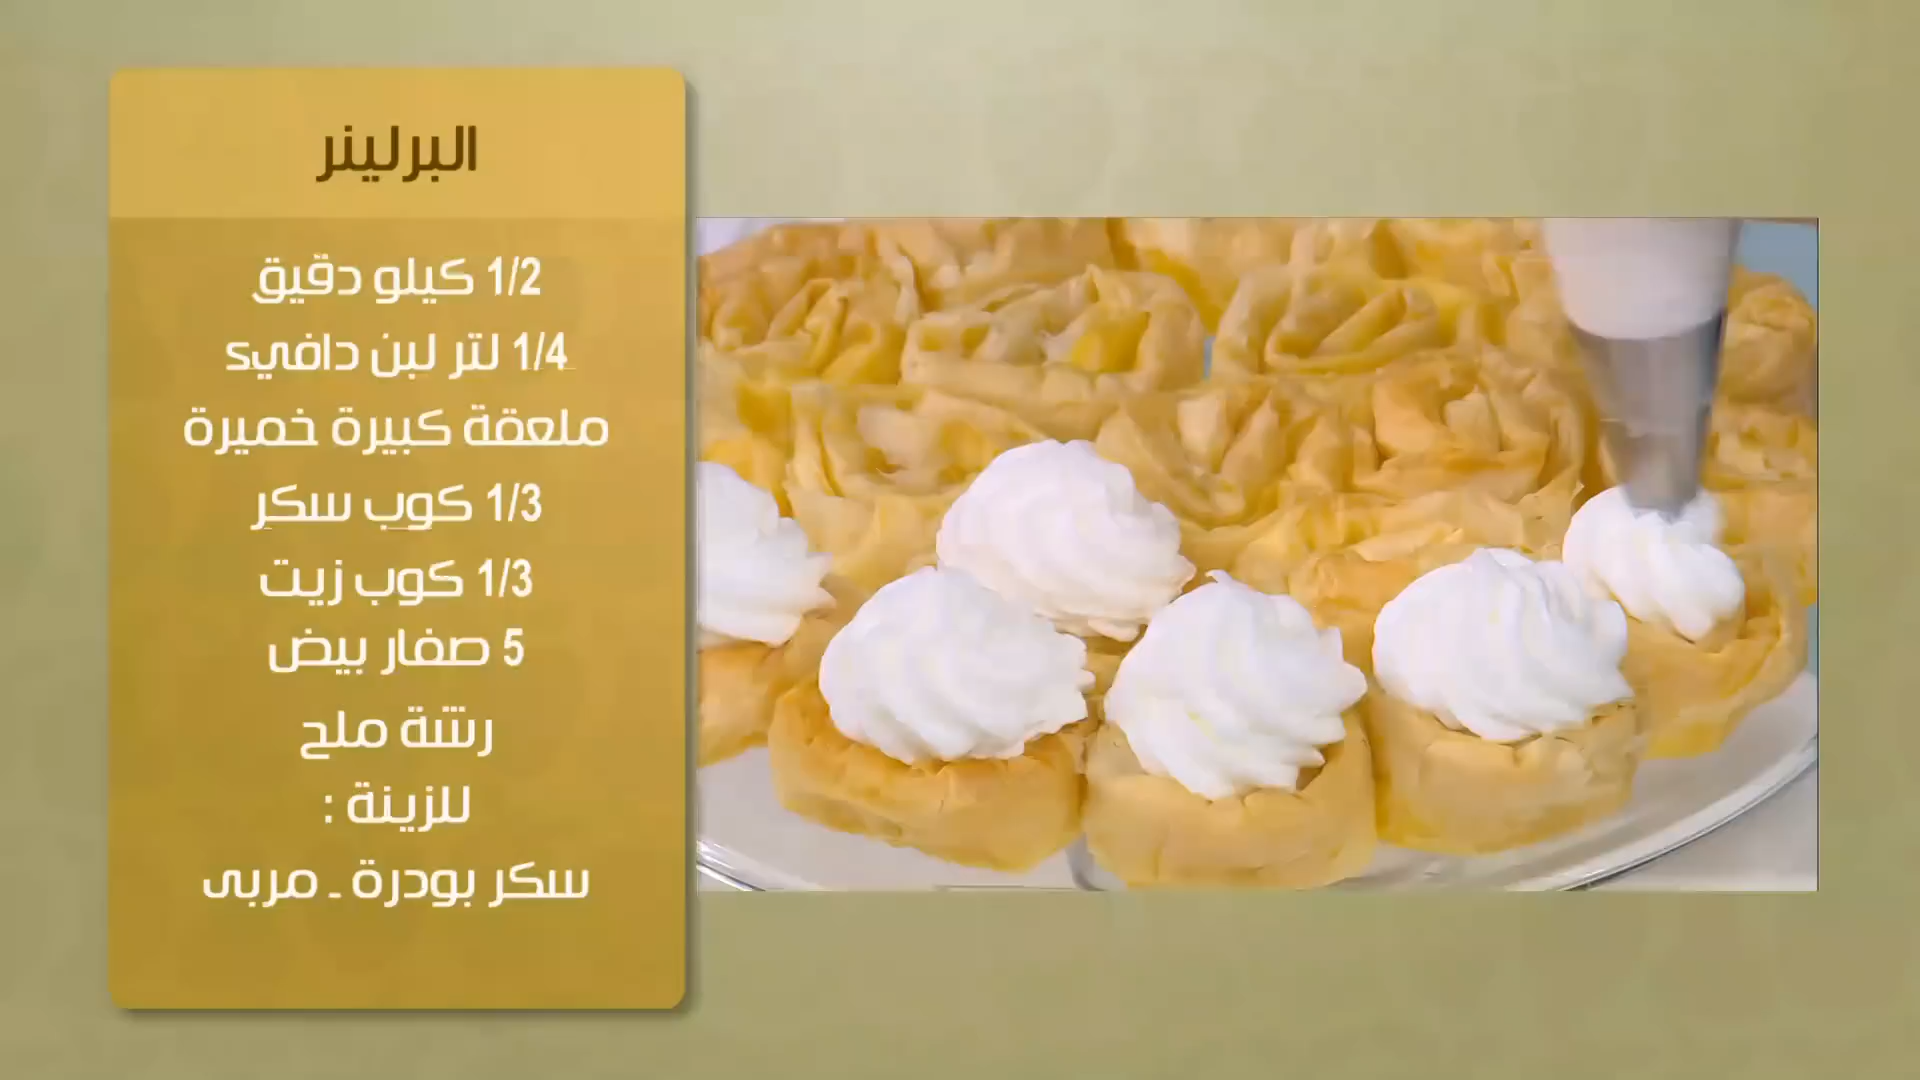 البرلينر
1/2 كيلو دقيق
1/4 لتر لبن دافيء
ملعقة كبيرة خميرة
1/3 كوب سكر
1/3 كوب زيت
5 صفار بيض
رشة ملح
للزينة :
سكر بودرة - مربى